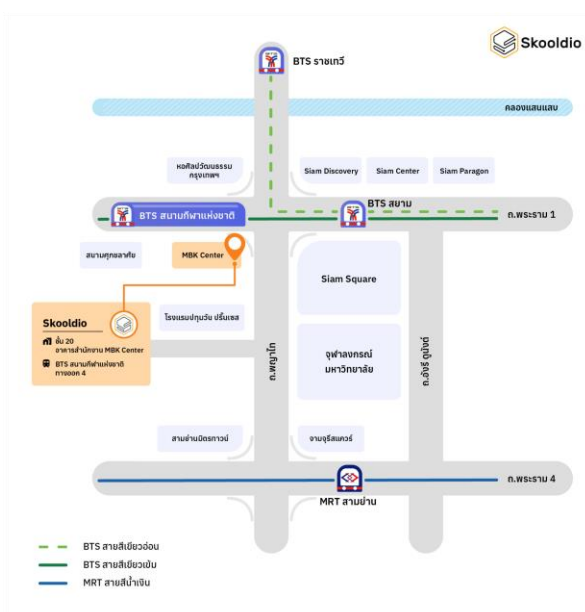 Skooldio
BTS ราชเทวี
คลองแสนแสบ
หอศิลปวัฒนธรรม
กรุงเทพฯ
Siam Discovery
Siam Center
Siam Paragon
BTS สนามกีฬาแห่งชาติ
BTS สยาม
ถ.พระราม 1
สนามศุภชลาศัย
MBK Center
Siam Square
Skooldio
ชั้น 20
อาคารสำนักงาน MBK Center
BTS สนามกีฬาแห่งชาติ
ทางออก 4
โรงแรมปทุมวัน ปริ๊นเซส
ถ.พญาไท
จุฬาลงกรณ์
มหาวิทยาลัย
ถ.อังรี ดูนังต์
สามย่านมิตรทาวน์
จามจุรีสแควร์
ถ.พระราม 4
MRT สามย่าน
BTS สายสีเขียวอ่อน
BTS สายสีเขียวเข้ม
MRT สายสีน้ำเงิน